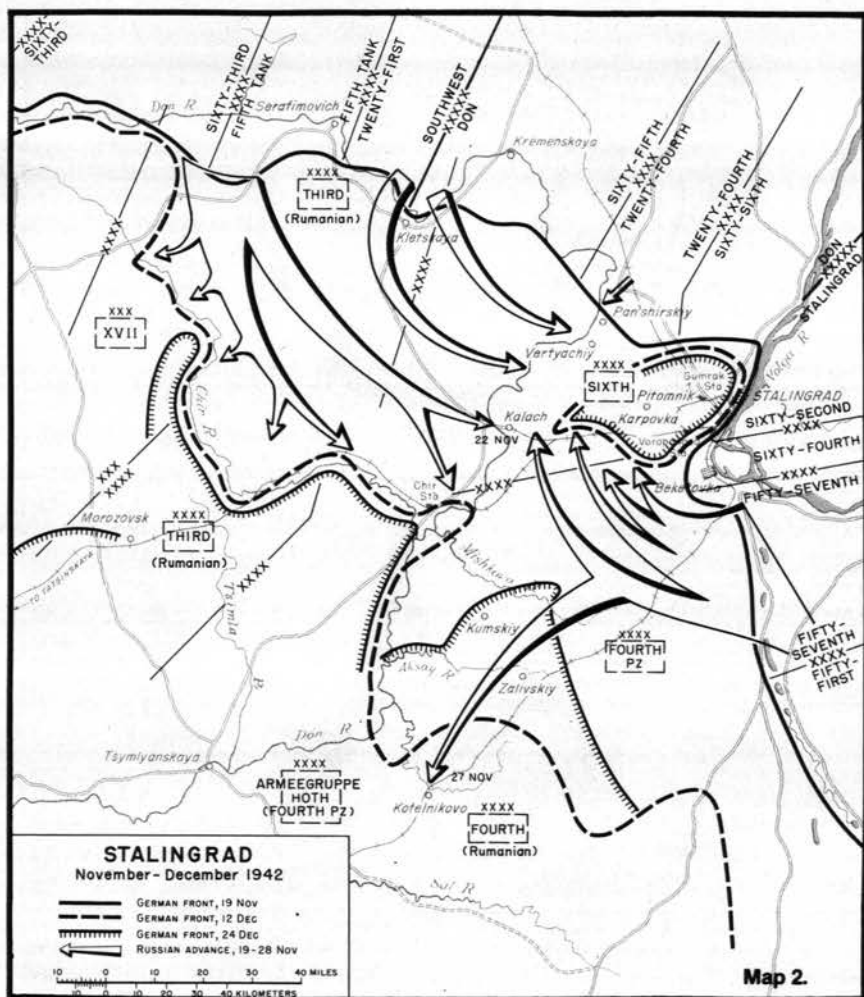 XXXX
SIXTY-
THIRD
SIXTY-THIRD
XXXX
FIFTH TANK
FIFTH TANK
XXXX
TWENTY-FIRST
SOUTHWEST
XXXXX
DON
Don R.
Serafimovich
Kremenskaya
SIXTY-FIFTH
XXXX
TWENTY-FOURTH
TWENTY-FOURTH
XXXX
SIXTY-SIXTH
DON
XXXXX
STALINGRAD
XXXX
THIRD
(Rumanian)
Kletskaya
XXXX
XXXX
XXX
XVII
Pan'shirskiy
Vertyachiy
Volga R.
XXXX
SIXTH
Gumrak
Sta
Pitomnik
STALINGRAD
Karpovka
Kalach
22 NOV
SIXTY-SECOND
XXXX
SIXTY-FOURTH
XXXX
FIFTY-SEVENTH
Beketovka
Chir R.
Chir
Sta
XXXX
XXX
XXXX
Morozovsk
TO TATSINSKAYA
XXXX
THIRD
(Rumanian)
XXXX
Tsimla
R.
Mishkova
Kumskiy
Aksay R.
Zalivskiy
XXXX
FOURTH
PZ
FIFTY-
SEVENTH
XXXX
FIFTY-
FIRST
Don R.
Tsymlyanskaya
XXXX
ARMEEGRUPPE
HOTH
(FOURTH PZ)
27 NOV
Kotelnikovo
XXXX
FOURTH
(Rumanian)
Sal R.
STALINGRAD
November - December 1942
GERMAN FRONT, 19 NOV
GERMAN FRONT, 12 DEC
GERMAN FRONT, 24 DEC
RUSSIAN ADVANCE, 19-28 NOV
10 0 10 20 30 40 MILES
10 0 10 20 30 40 KILOMETERS
Map 2.